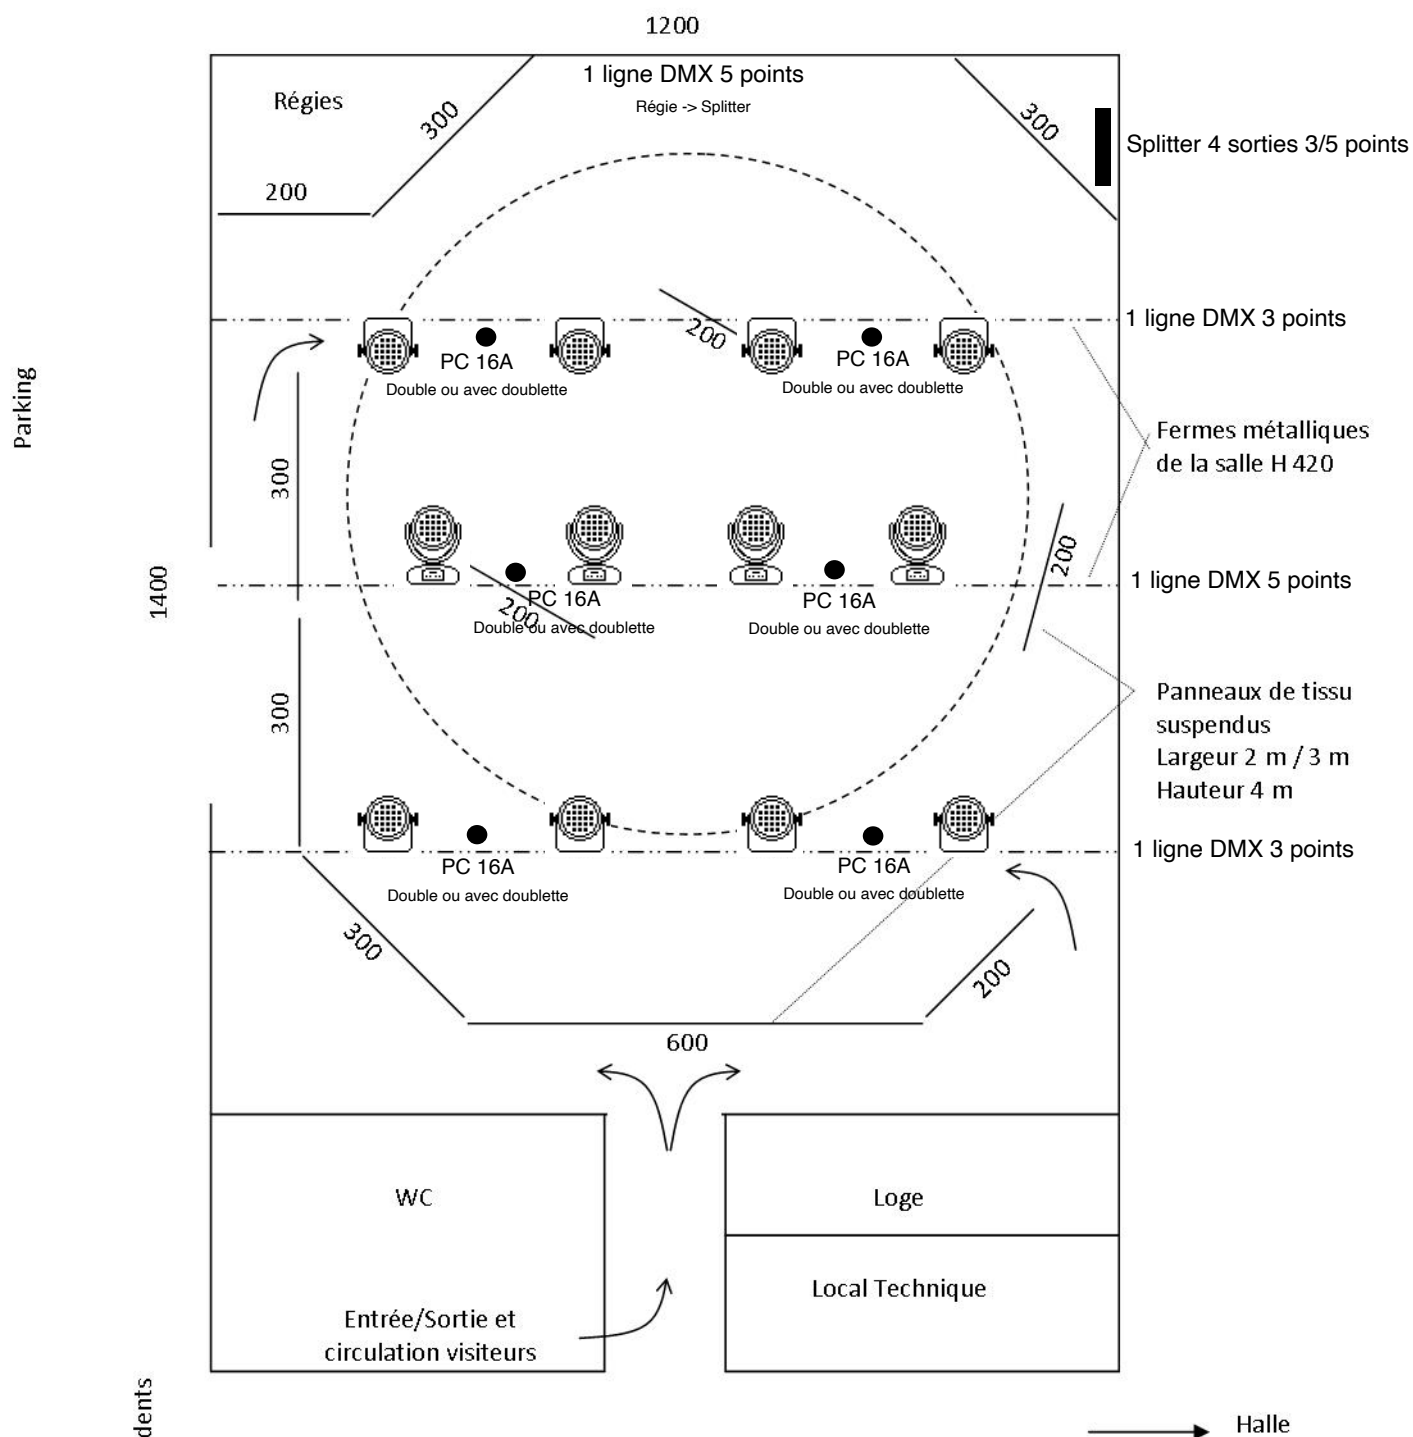 1200
1 ligne DMX 5 points
Régie -> Splitter
Régies
300
300
200
Splitter 4 sorties 3/5 points
1 ligne DMX 3 points
200
PC 16A
Double ou avec doublette
PC 16A
Double ou avec doublette
Parking
Fermes métalliques
de la salle H 420
300
200
1400
1 ligne DMX 5 points
PC 16A
200
Double ou avec doublette
PC 16A
Double ou avec doublette
300
Panneaux de tissu
suspendus
Largeur 2 m / 3 m
Hauteur 4 m
1 ligne DMX 3 points
PC 16A
Double ou avec doublette
PC 16A
Double ou avec doublette
300
200
600
WC
Loge
Local Technique
Entrée/Sortie et
circulation visiteurs
dents
Halle